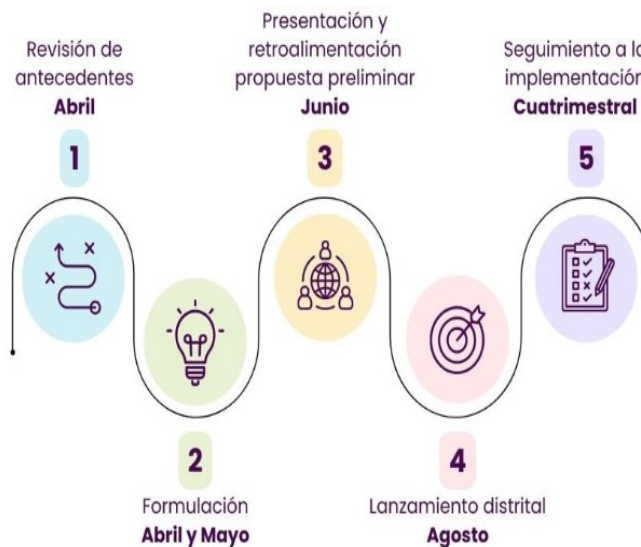 Revisión de
antecedentes
Abril
1
2
Formulación
Abril y Mayo
Presentación y
retroalimentación
propuesta preliminar
Junio
3
4
Lanzamiento distrital
Agosto
Seguimiento a la
implementación
Cuatrimestral
5